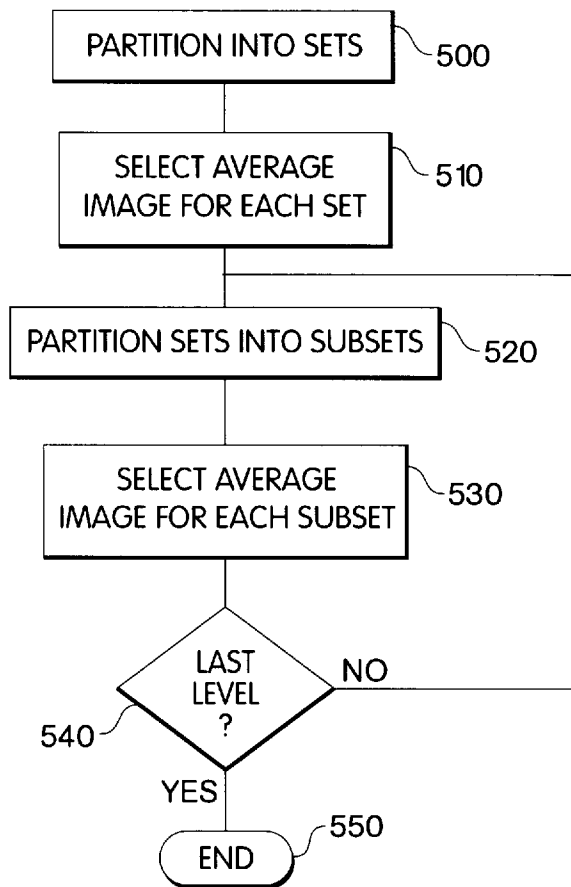 PARTITION INTO SETS
500
SELECT AVERAGE
IMAGE FOR EACH SET
510
PARTITION SETS INTO SUBSETS
520
SELECT AVERAGE
IMAGE FOR EACH SUBSET
530
LAST
LEVEL
?
NO
540
YES
END
550